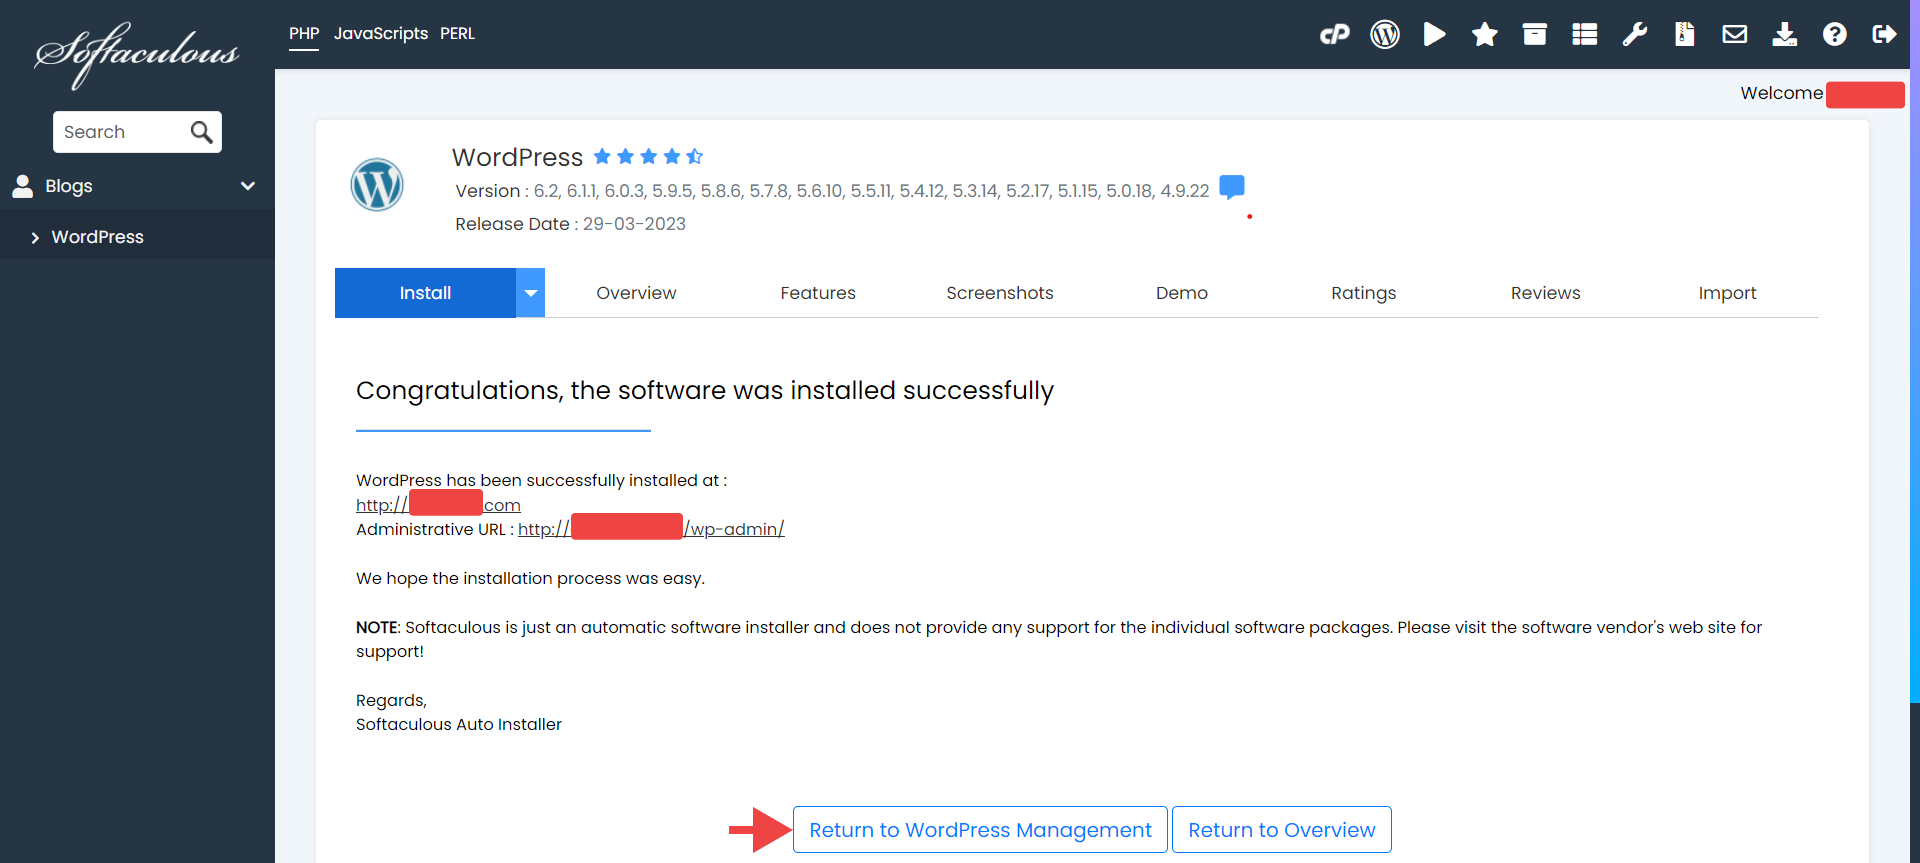 Softaculous
PHP JavaScripts PERL
cP
Search
Welcome
Blogs
WordPress
WordPress
Version : 6.2, 6.1.1, 6.0.3, 5.9.5, 5.8.6, 5.7.8, 5.6.10, 5.5.11, 5.4.12, 5.3.14, 5.2.17, 5.1.15, 5.0.18, 4.9.22
Release Date : 29-03-2023
Install Overview Features Screenshots Demo Ratings Reviews Import
Congratulations, the software was installed successfully
WordPress has been successfully installed at :
http:// .com
Administrative URL : http:// /wp-admin/
We hope the installation process was easy.
NOTE: Softaculous is just an automatic software installer and does not provide any support for the individual software packages. Please visit the software vendor's web site for
support!
Regards,
Softaculous Auto Installer
Return to WordPress Management Return to Overview